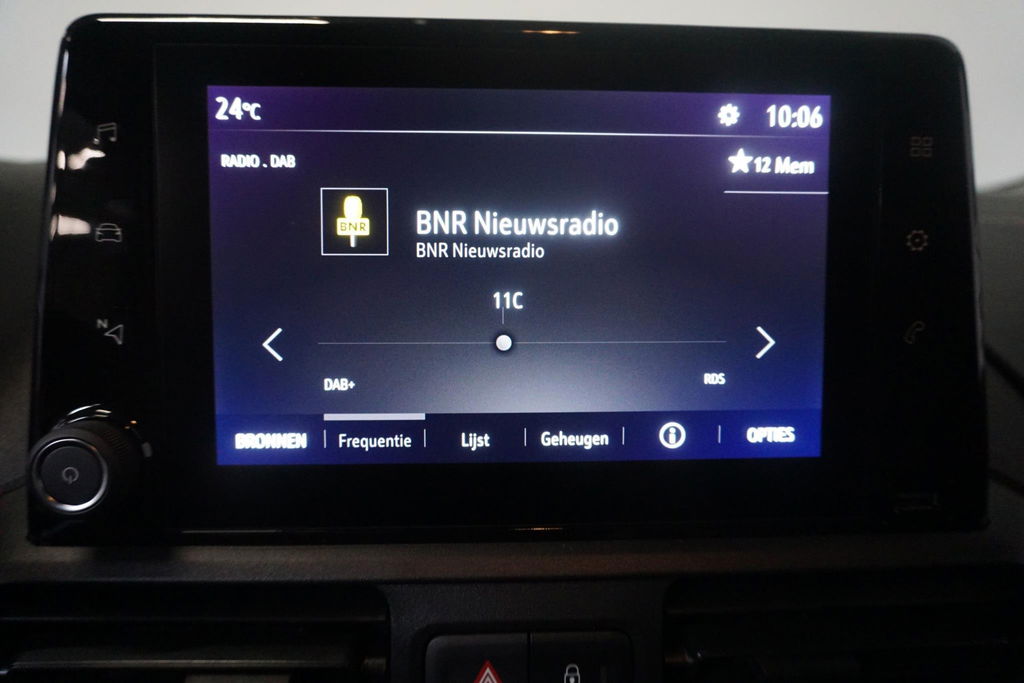 24°C 10:06
RADIO . DAB
12 Mem
BNR
BNR Nieuwsradio
BNR Nieuwsradio
11C
N
DAB+ RDS
BRONNEN Frequentie Lijst Geheugen OPTIES